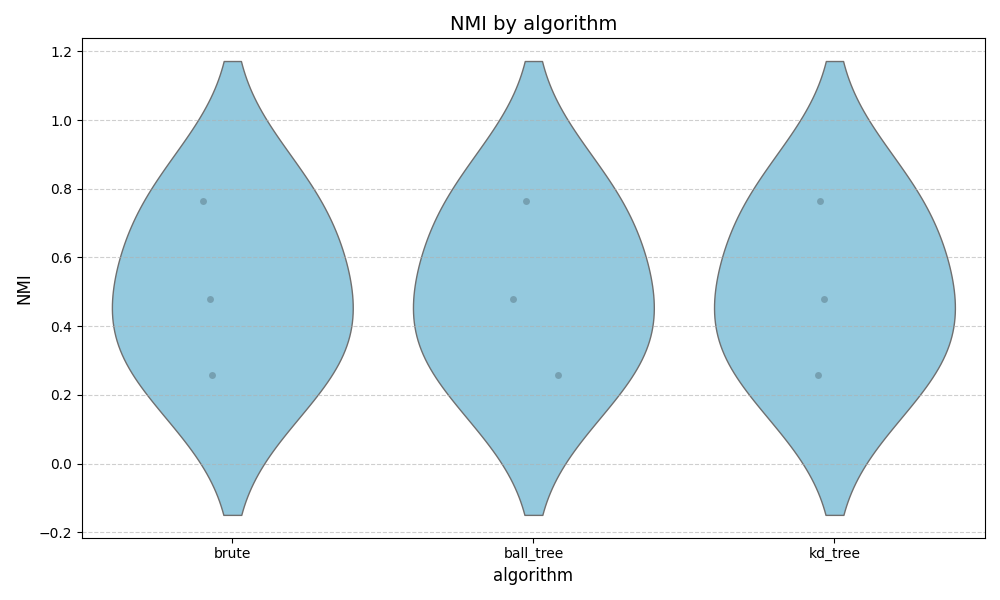 NMI by algorithm
NMI
1.2
1.0
0.8
0.6
0.4
0.2
0.0
−0.2
brute
ball_tree
kd_tree
algorithm